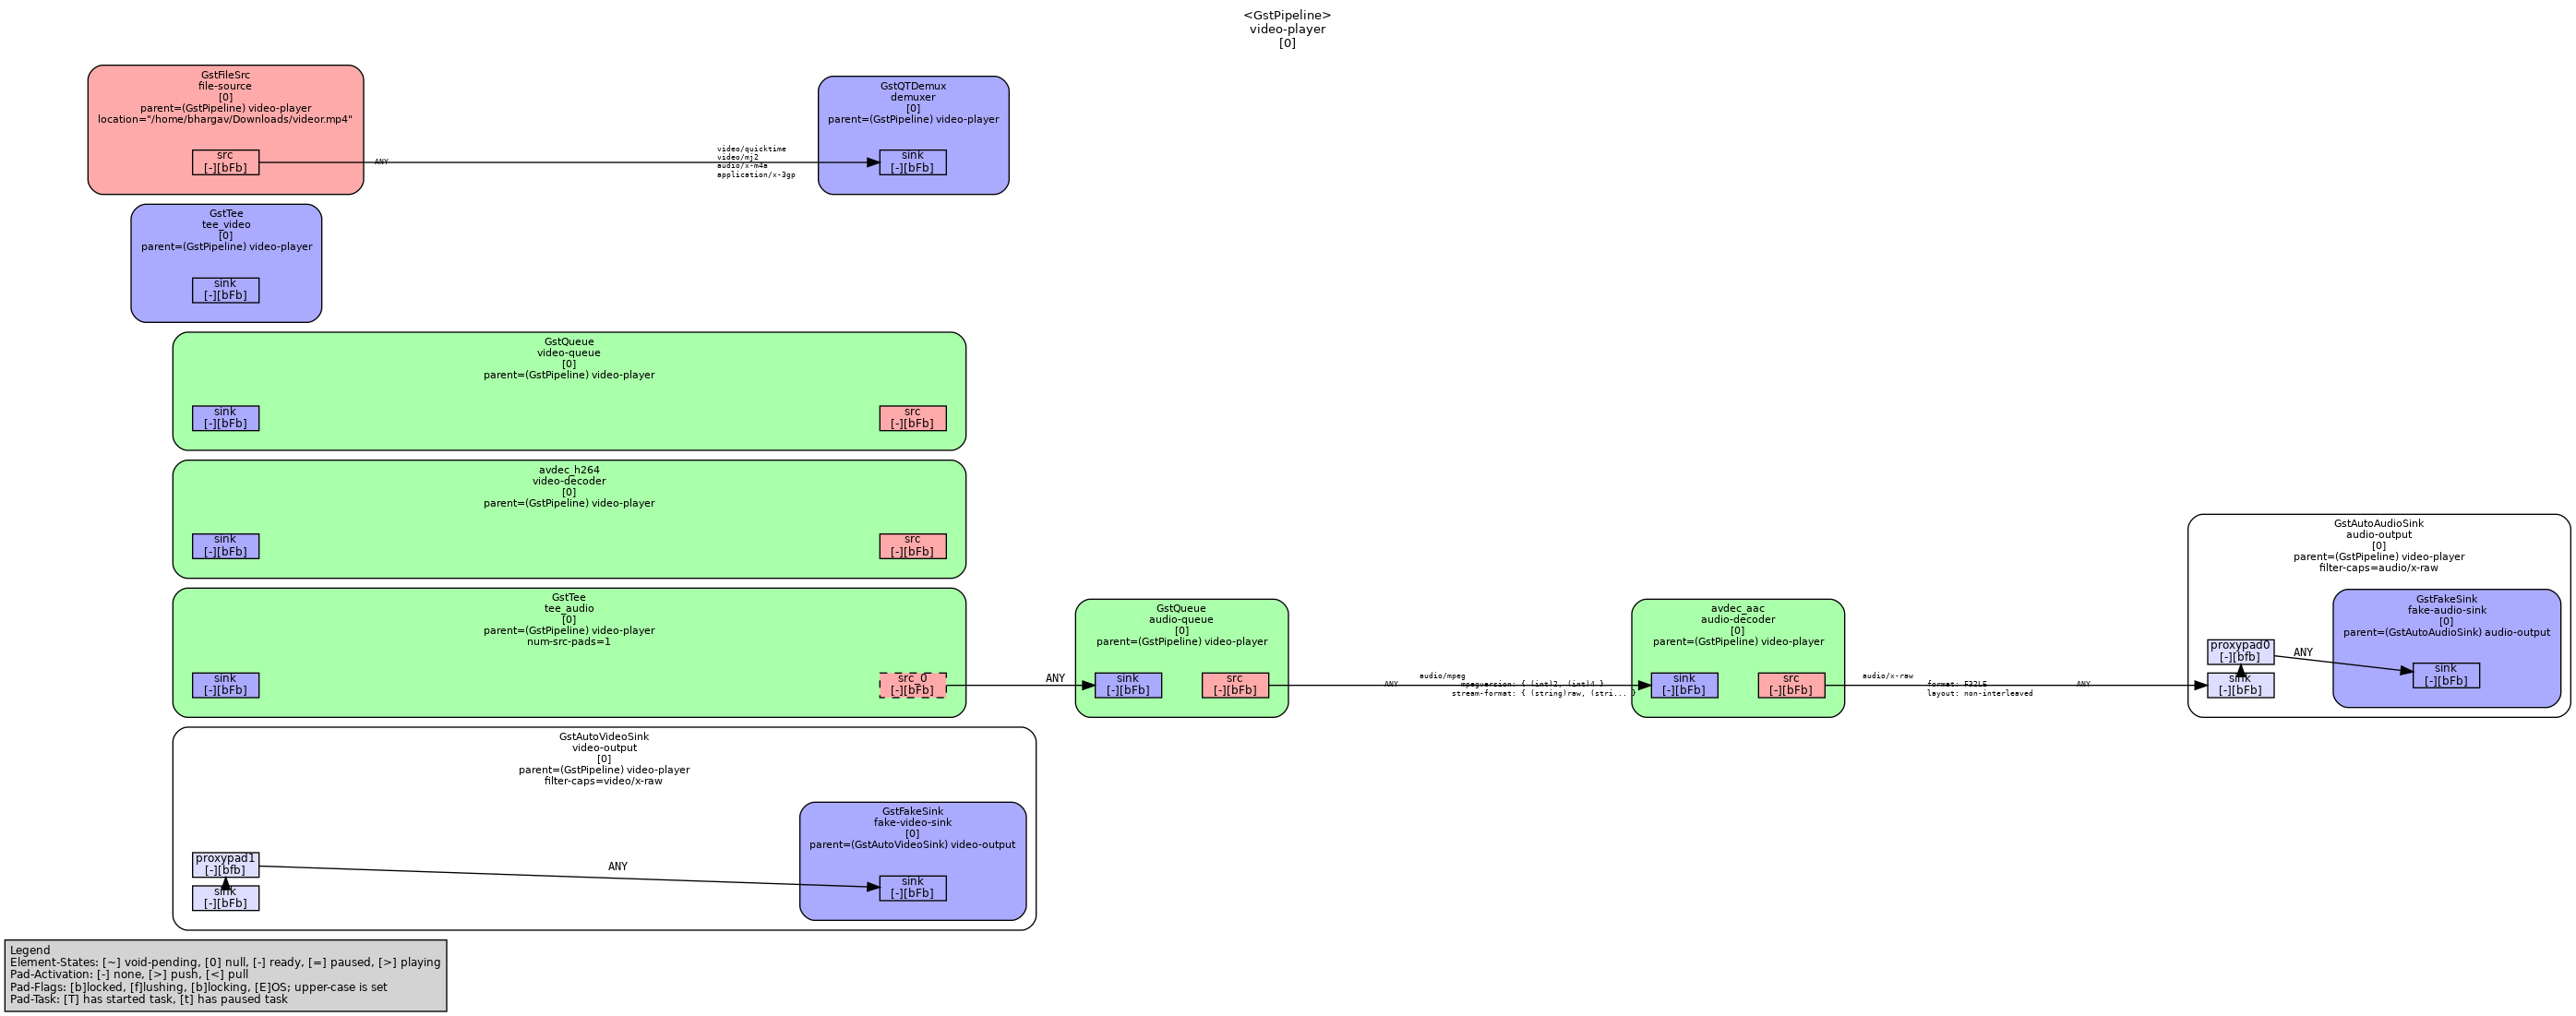 <GstPipeline>
video-player
[0]
GstFileSrc
file-source
[0]
parent=(GstPipeline) video-player
location="/home/bhargav/Downloads/videor.mp4"
src
[-][bFb]
ANY
video/quicktime
video/mj2
audio/x-m4a
application/x-3gp
GstQTDemux
demuxer
[0]
parent=(GstPipeline) video-player
sink
[-][bFb]
GstTee
tee_video
[0]
parent=(GstPipeline) video-player
sink
[-][bFb]
GstQueue
video-queue
[0]
parent=(GstPipeline) video-player
sink
[-][bFb]
src
[-][bFb]
avdec_h264
video-decoder
[0]
parent=(GstPipeline) video-player
sink
[-][bFb]
src
[-][bFb]
GstTee
tee_audio
[0]
parent=(GstPipeline) video-player
num-src-pads=1
sink
[-][bFb]
src_0
[-][bFb]
ANY
GstQueue
audio-queue
[0]
parent=(GstPipeline) video-player
sink
[-][bFb]
src
[-][bFb]
ANY
audio/mpeg
mpegversion: { (int)2, (int)4 }
stream-format: { (string)raw, (stri... }
avdec_aac
audio-decoder
[0]
parent=(GstPipeline) video-player
sink
[-][bFb]
src
[-][bFb]
audio/x-raw
format: F32LE
layout: non-interleaved
ANY
GstAutoAudioSink
audio-output
[0]
parent=(GstPipeline) video-player
filter-caps=audio/x-raw
proxypad0
[-][bfb]
sink
[-][bFb]
ANY
GstFakeSink
fake-audio-sink
[0]
parent=(GstAutoAudioSink) audio-output
sink
[-][bFb]
GstAutoVideoSink
video-output
[0]
parent=(GstPipeline) video-player
filter-caps=video/x-raw
proxypad1
[-][bfb]
sink
[-][bFb]
ANY
GstFakeSink
fake-video-sink
[0]
parent=(GstAutoVideoSink) video-output
sink
[-][bFb]
Legend
Element-States: [~] void-pending, [0] null, [-] ready, [=] paused, [>] playing
Pad-Activation: [-] none, [>] push, [<] pull
Pad-Flags: [b]locked, [f]lushing, [b]locking, [E]OS; upper-case is set
Pad-Task: [T] has started task, [t] has paused task